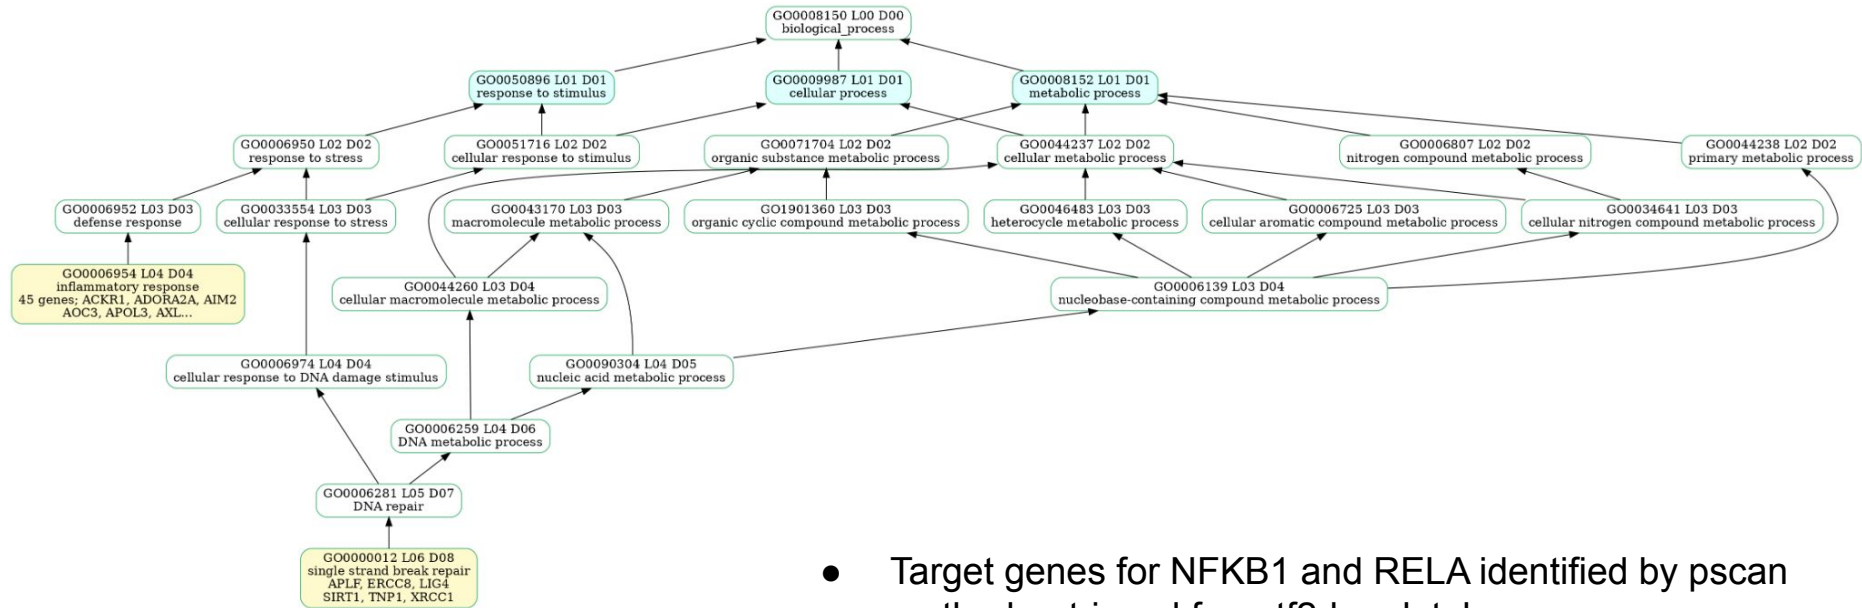 GO0008150 L00 D00
biological_process
GO0050896 L01 D01
response to stimulus
GO0009987 L01 D01
cellular process
GO0008152 L01 D01
metabolic process
GO0006950 L02 D02
response to stress
GO0051716 L02 D02
cellular response to stimulus
GO0071704 L02 D02
organic substance metabolic process
GO0044237 L02 D02
cellular metabolic process
GO0006807 L02 D02
nitrogen compound metabolic process
GO0044238 L02 D02
primary metabolic process
GO0006952 L03 D03
defense response
GO0033554 L03 D03
cellular response to stress
GO0043170 L03 D03
macromolecule metabolic process
GO1901360 L03 D03
organic cyclic compound metabolic process
GO0046483 L03 D03
heterocycle metabolic process
GO0006725 L03 D03
cellular aromatic compound metabolic process
GO0034641 L03 D03
cellular nitrogen compound metabolic process
GO0006954 L04 D04
inflammatory response
45 genes; ACKR1, ADORA2A, AIM2
AOC3, APOL3, AXL...
GO0044260 L03 D04
cellular macromolecule metabolic process
GO0006139 L03 D04
nucleobase-containing compound metabolic process
GO0006974 L04 D04
cellular response to DNA damage stimulus
GO0090304 L04 D05
nucleic acid metabolic process
GO0006259 L04 D06
DNA metabolic process
GO0006281 L05 D07
DNA repair
GO0000012 L06 D08
single strand break repair
APLF, ERCC8, LIG4
SIRT1, TNP1, XRCC1
● Target genes for NFKB1 and RELA identified by pscan